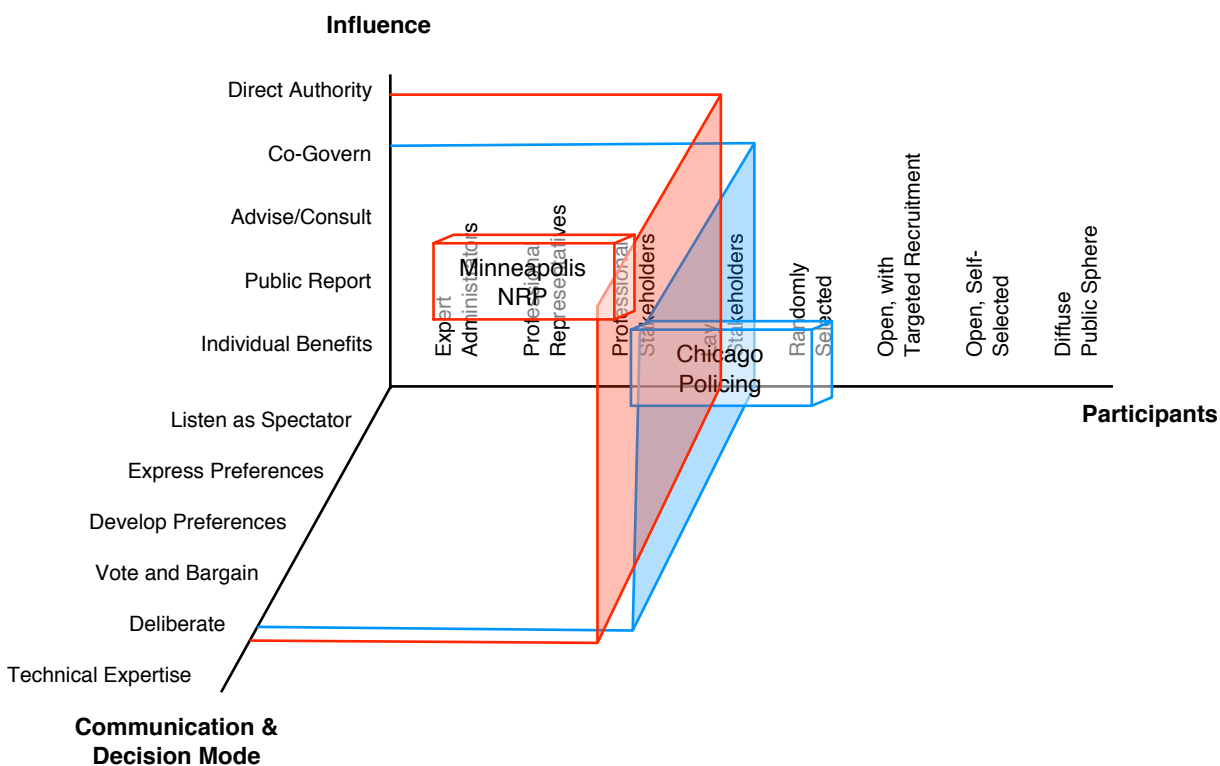 Influence
Direct Authority
Co-Govern
Advise/Consult
Public Report
Individual Benefits
Expert
Administrators
Professional
Represetatives
Professional
Stakeholders
Lay
Stakeholders
Randomly
Selected
Open, with
Targeted Recruitment
Open, Self-
Selected
Diffuse
Public Sphere
Minneapolis
NRP
Chicago
Policing
Participants
Listen as Spectator
Express Preferences
Develop Preferences
Vote and Bargain
Deliberate
Technical Expertise
Communication &
Decision Mode